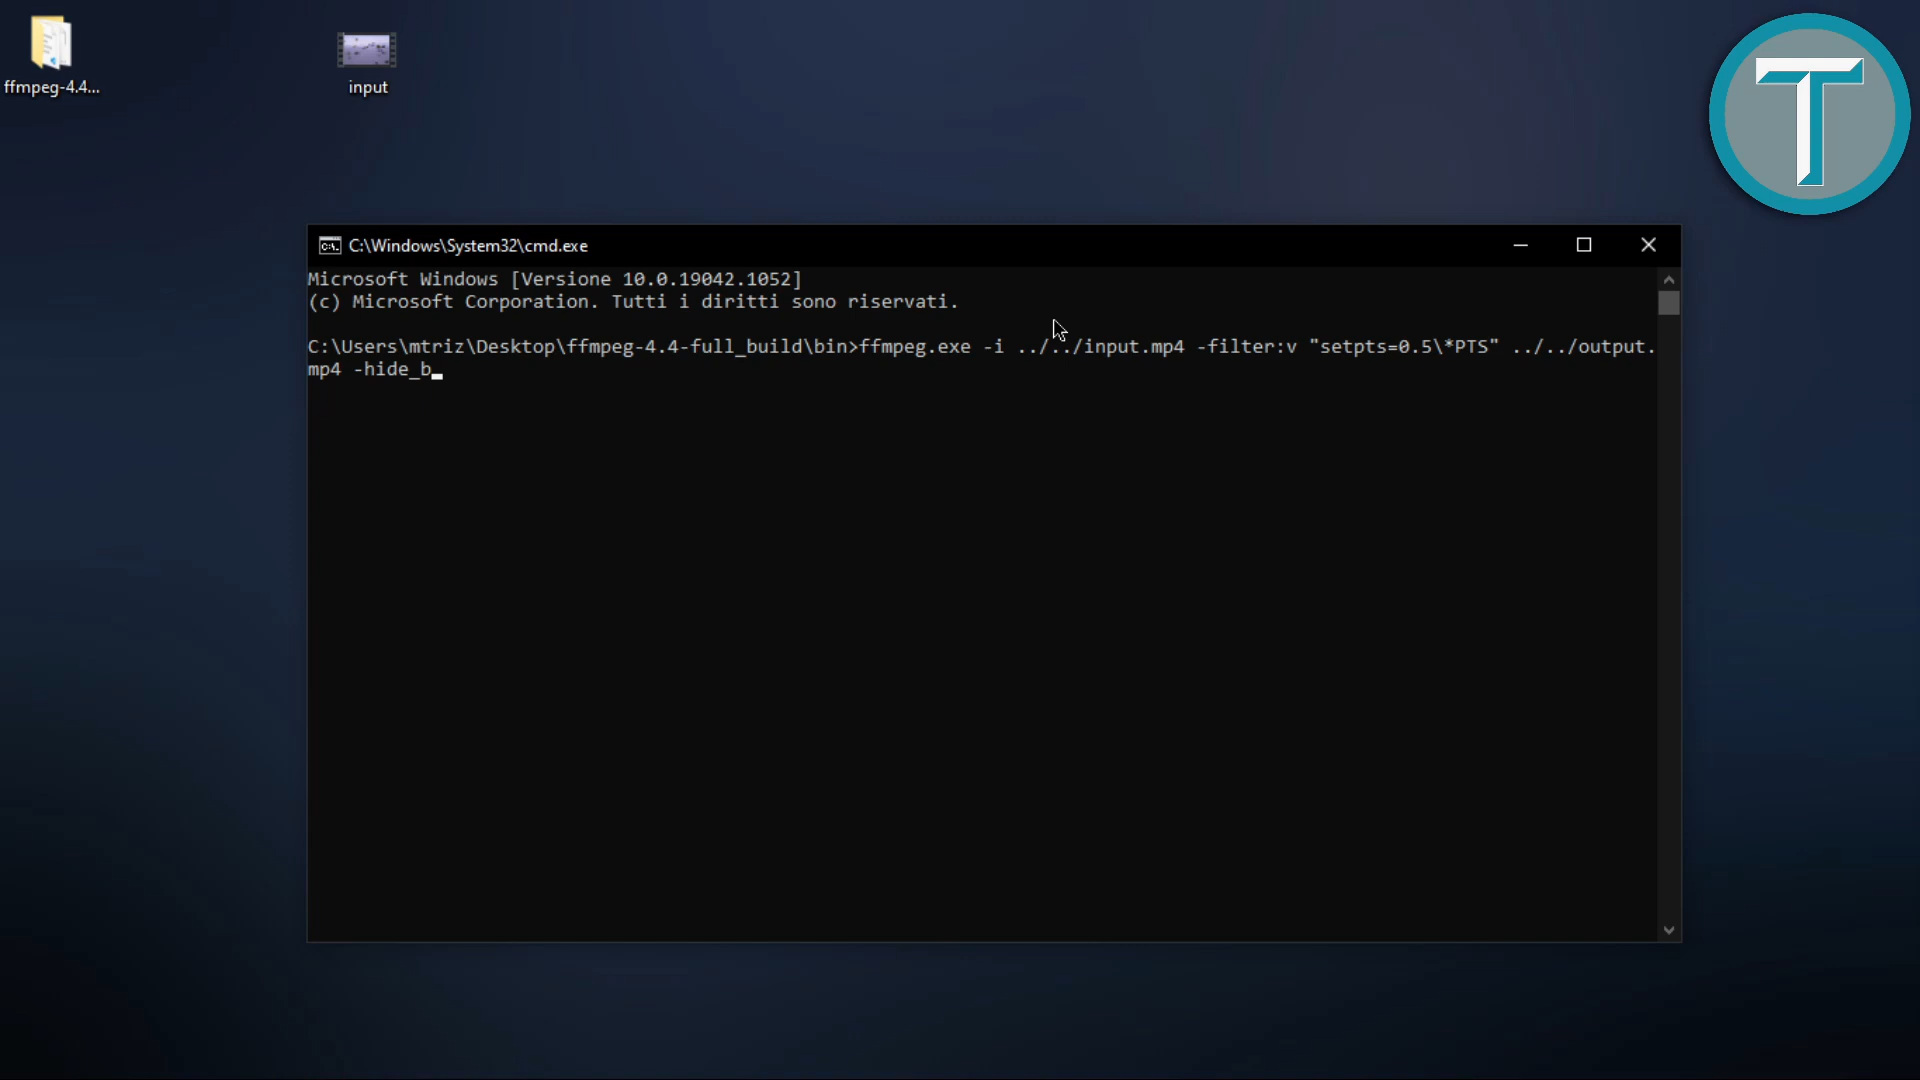 ffmpeg-4.4...
input
T
C:\Windows\System32\cmd.exe
Microsoft Windows [Versione 10.0.19042.1052]
(c) Microsoft Corporation. Tutti i diritti sono riservati.
C:\Users\mtriz\Desktop\ffmpeg-4.4-full_build\bin>ffmpeg.exe -i ../../input.mp4 -filter:v "setpts=0.5\*PTS" ../../output.
mp4 -hide_b